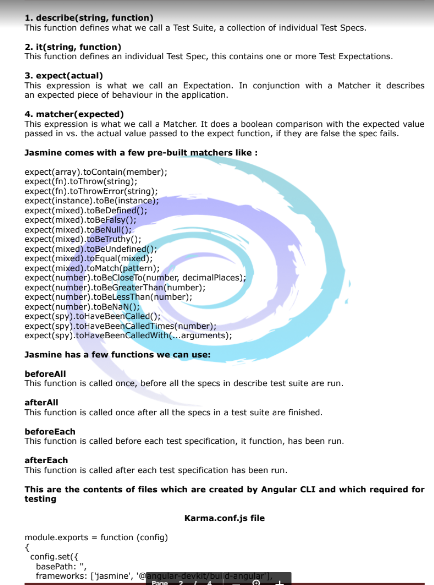 1. describe(string, function)
This function defines what we call a Test Suite, a collection of individual Test Specs.
2. it(string, function)
This function defines an individual Test Spec, this contains one or more Test Expectations.
3. expect(actual)
This expression is what we call an Expectation. In conjunction with a Matcher it describes
an expected piece of behaviour in the application.
4. matcher(expected)
This expression is what we call a Matcher. It does a boolean comparison with the expected value
passed in vs. the actual value passed to the expect function, if they are false the spec fails.
Jasmine comes with a few pre-built matchers like :
expect(array).toContain(member);
expect(fn).toThrow(string);
expect(fn).toThrowError(string);
expect(instance).toBe(instance);
expect(mixed).toBeDefined();
expect(mixed).toBeFalsy();
expect(mixed).toBeNull();
expect(mixed).toBeTruthy();
expect(mixed).toBeUndefined();
expect(mixed).toEqual(mixed);
expect(mixed).toMatch(pattern);
expect(number).toBeCloseTo(number, decimalPlaces);
expect(number).toBeGreaterThan(number);
expect(number).toBeLessThan(number);
expect(number).toBeNaN();
expect(spy).toHaveBeenCalled();
expect(spy).toHaveBeenCalledTimes(number);
expect(spy).toHaveBeenCalledWith(...arguments);
Jasmine has a few functions we can use:
beforeAll
This function is called once, before all the specs in describe test suite are run.
afterAll
This function is called once after all the specs in a test suite are finished.
beforeEach
This function is called before each test specification, it function, has been run.
afterEach
This function is called after each test specification has been run.
This are the contents of files which are created by Angular CLI and which required for
testing
Karma.conf.js file
module.exports = function (config)
{
config.set({
basePath: '',
frameworks: ['jasmine', '@angular-devkit/build-angular'],
Page 2 / 4